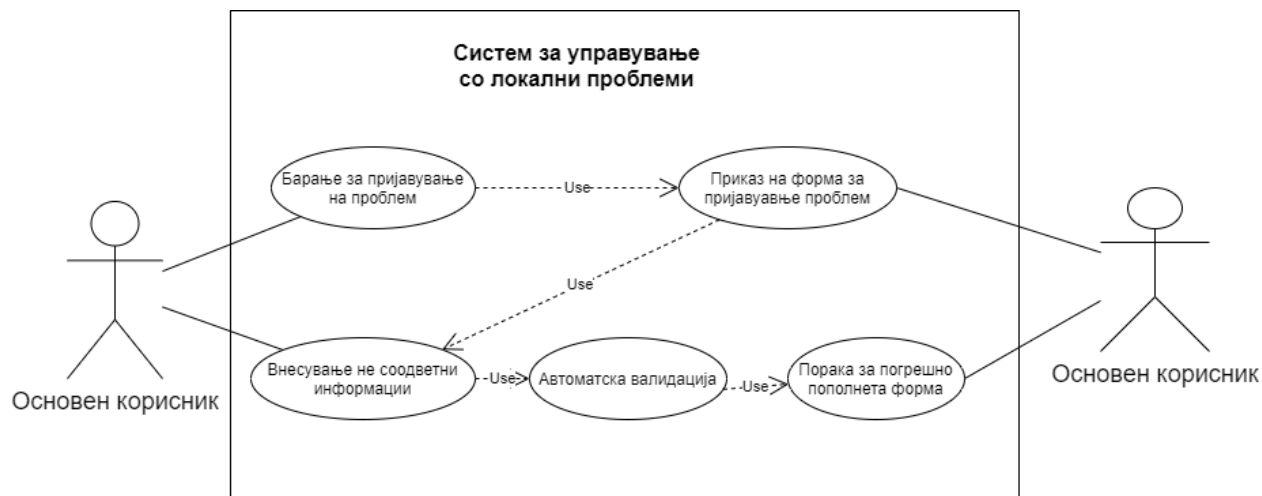 Систем за управување
со локални проблеми
Барање за пријавување
на проблем
Use
Приказ на форма за
пријавуавње проблем
Use
Основен корисник
Внесување не соодветни
информации
Use
Автоматска валидација
Use
Порака за погрешно
пополнета форма
Основен корисник